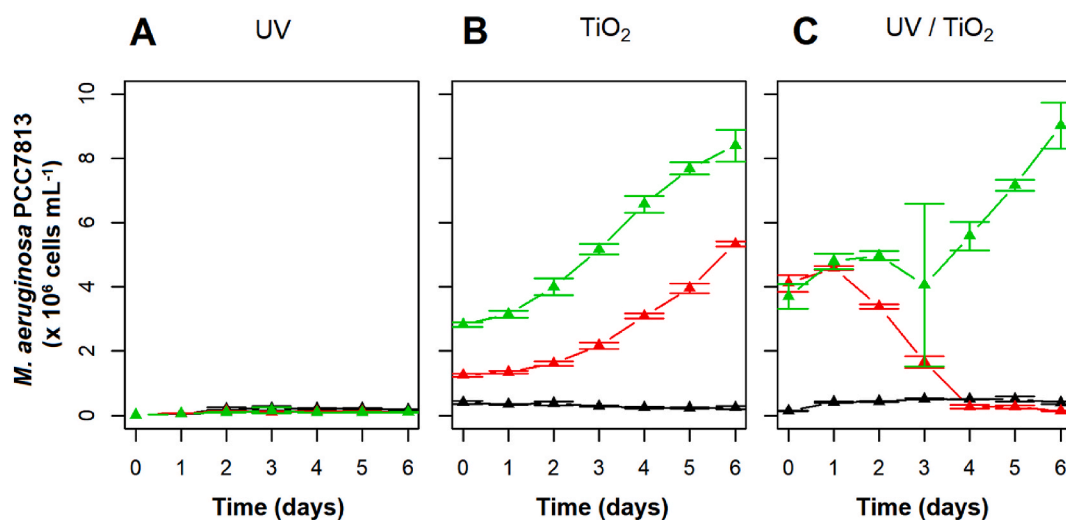 A UV B TiO₂ C UV / TiO₂
M. aeruginosa PCC7813
(x 10⁶ cells mL⁻¹)
10
8
6
4
2
0
0 1 2 3 4 5 6 0 1 2 3 4 5 6 0 1 2 3 4 5 6
Time (days) Time (days) Time (days)